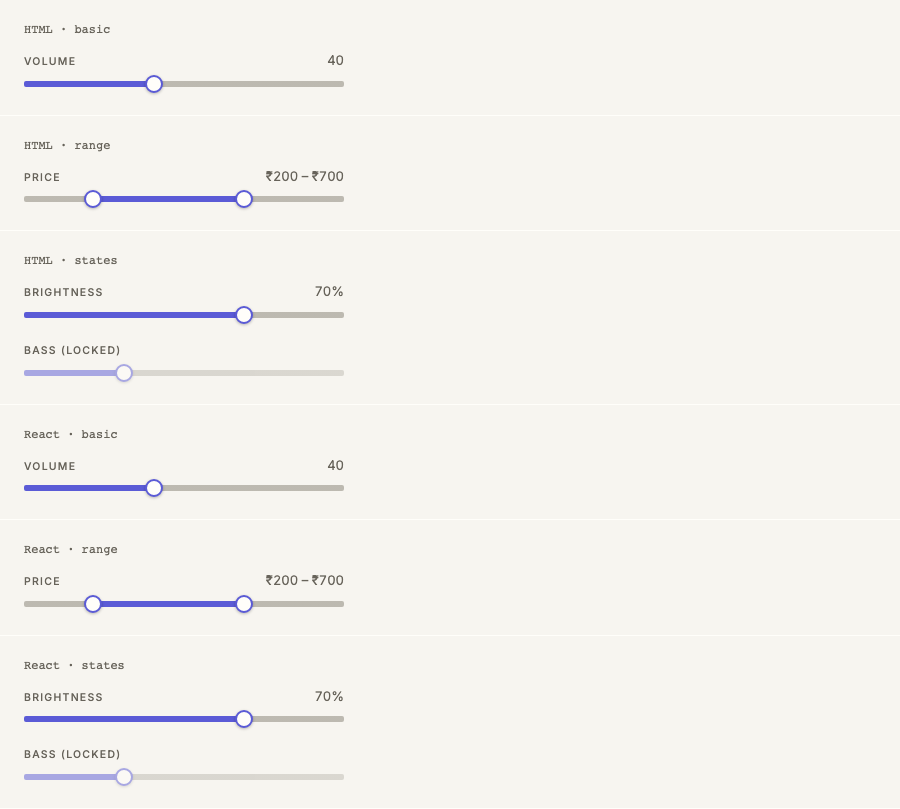 HTML · basic
VOLUME 40
HTML · range
PRICE ₹200 – ₹700
HTML · states
BRIGHTNESS 70%
BASS (LOCKED)
React · basic
VOLUME 40
React · range
PRICE ₹200 – ₹700
React · states
BRIGHTNESS 70%
BASS (LOCKED)